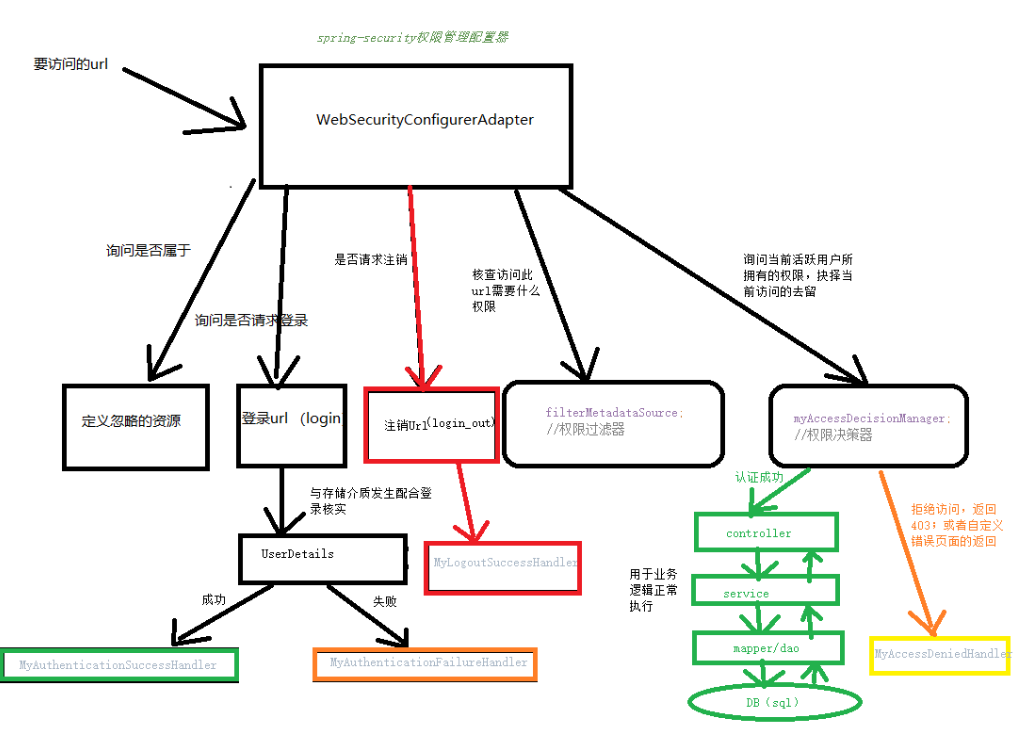 spring-security权限管理配置器
要访问的url
WebSecurityConfigurerAdapter
询问是否属于
是否请求注销
核查访问此
url需要什么
权限
询问当前活跃用户所
拥有的权限，抉择当
前访问的去留
询问是否请求登录
定义忽略的资源
登录url （login
注销Url(login_out)
filterMetadataSource;
//权限过滤器
myAccessDecisionManager;
//权限决策器
与存储介质发生配合登
录核实
认证成功
拒绝访问，返回
403；或者自定义
错误页面的返回
UserDetails
MyLogoutSuccessHandler
controller
用于业务
逻辑正常
执行
service
成功
失败
mapper/dao
MyAuthenticationSuccessHandler
MyAuthenticationFailureHandler
MyAccessDeniedHandler
DB（sql）